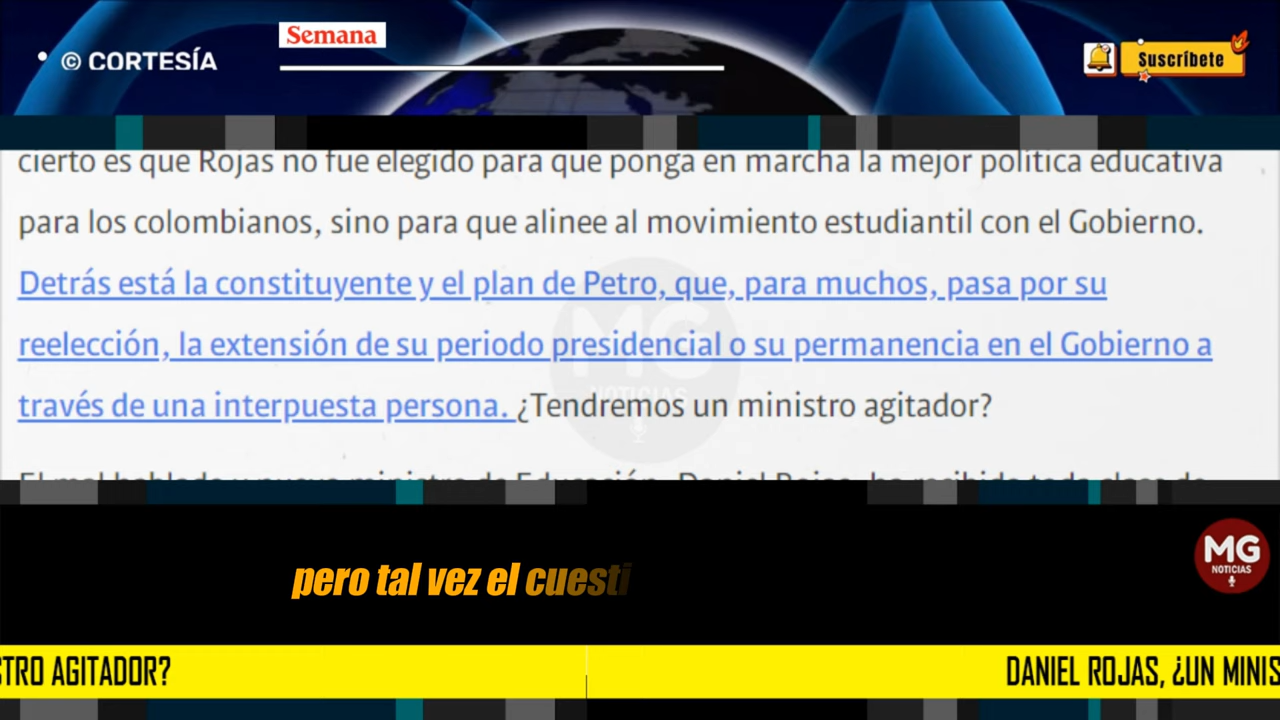 Semana
© CORTESÍA
Suscríbete
cierto es que Rojas no fue elegido para que ponga en marcha la mejor política educativa
para los colombianos, sino para que alinee al movimiento estudiantil con el Gobierno.
Detrás está la constituyente y el plan de Petro, que, para muchos, pasa por su
reelección, la extensión de su periodo presidencial o su permanencia en el Gobierno a
través de una interpuesta persona. ¿Tendremos un ministro agitador?
MG
NOTICIAS
pero tal vez el cuesti
MG
NOTICIAS
STRO AGITADOR?
DANIEL ROJAS, ¿UN MINIS